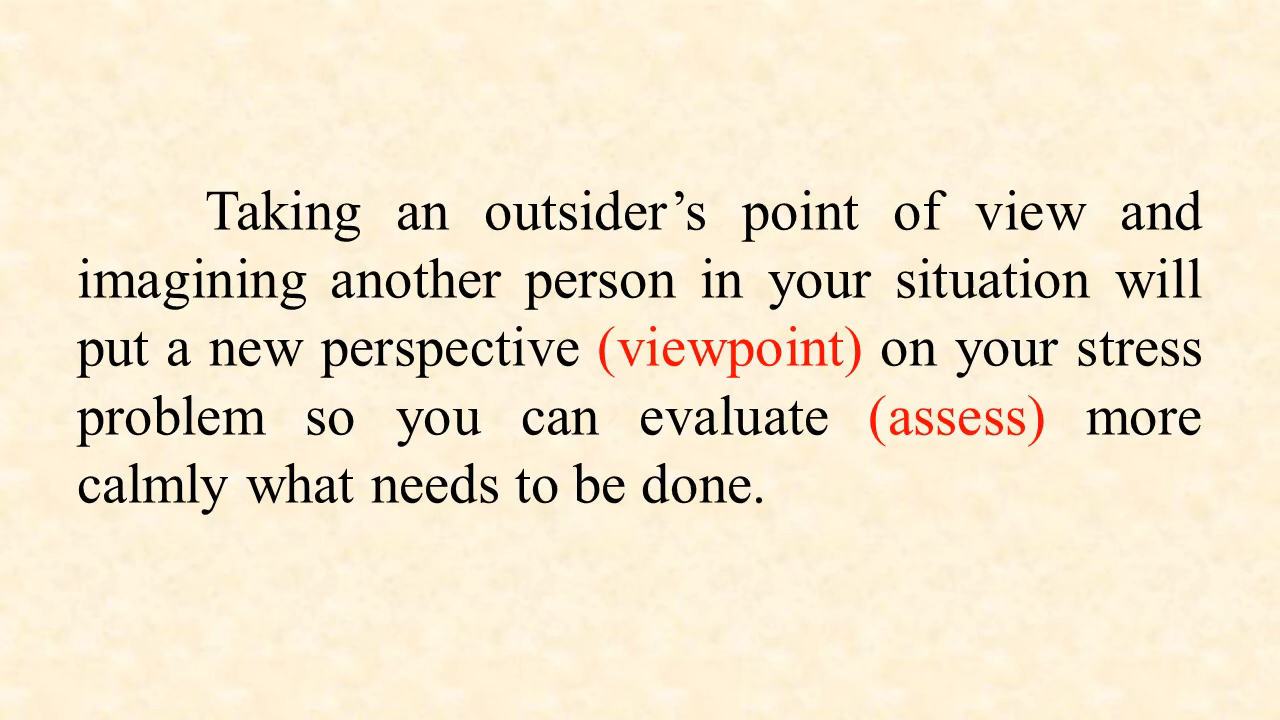 Taking an outsider’s point of view and
imagining another person in your situation will
put a new perspective (viewpoint) on your stress
problem so you can evaluate (assess) more
calmly what needs to be done.